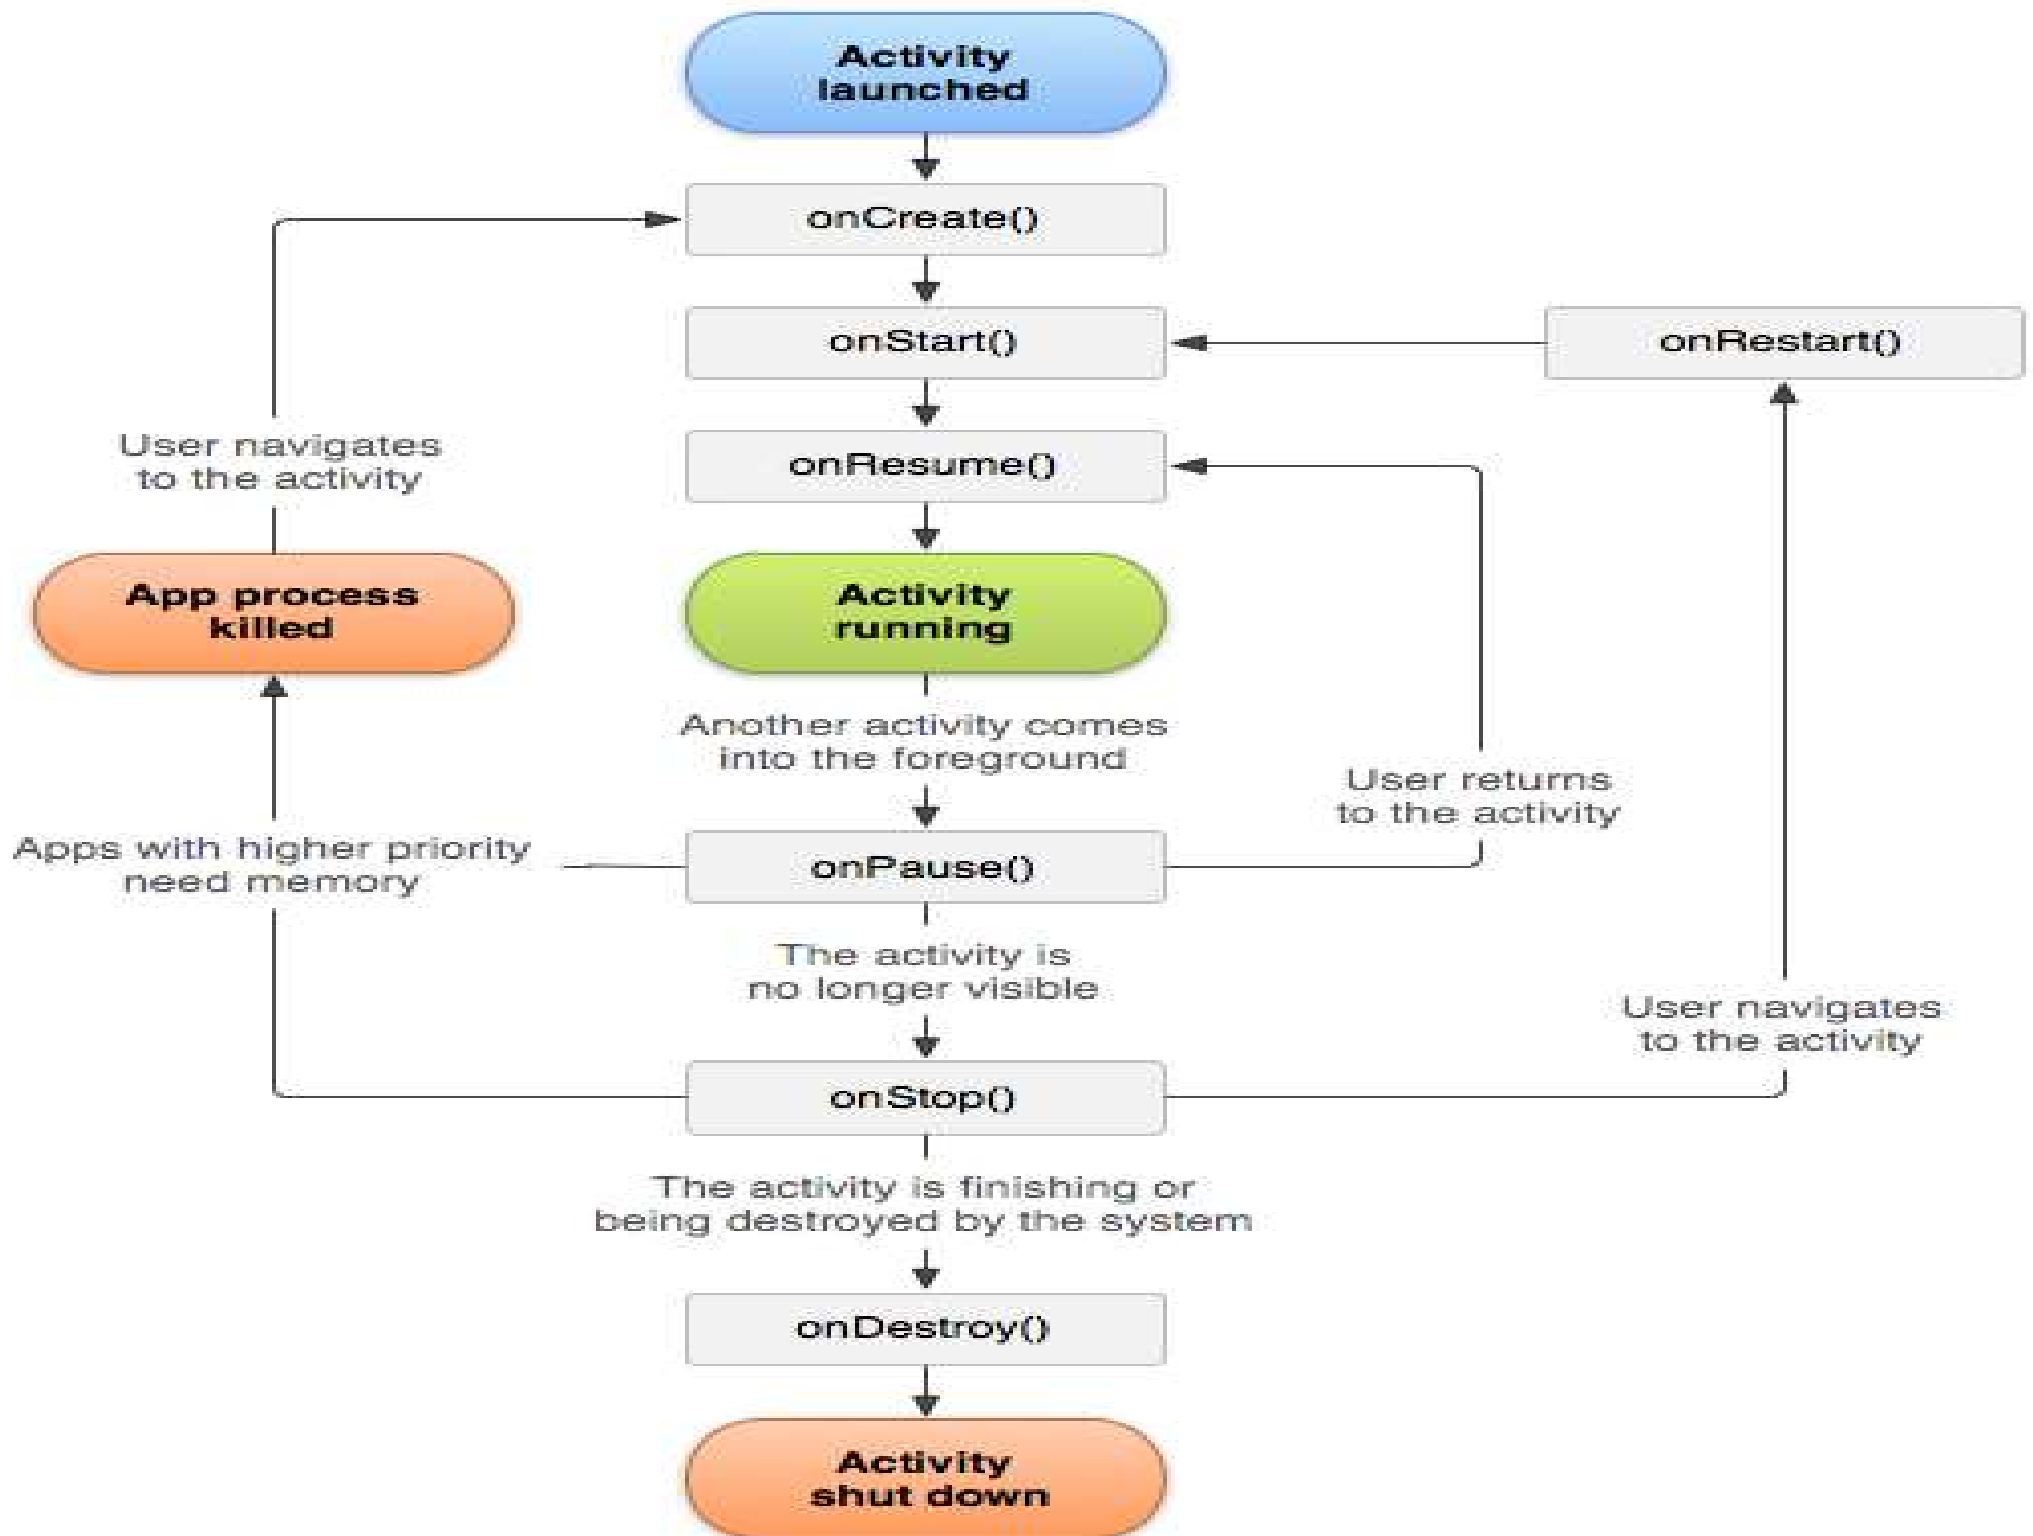 Activity
launched
onCreate()
onStart()
onRestart()
User navigates
to the activity
onResume()
App process
killed
Activity
running
Another activity comes
into the foreground
User returns
to the activity
Apps with higher priority
need memory
onPause()
The activity is
no longer visible
User navigates
to the activity
onStop()
The activity is finishing or
being destroyed by the system
onDestroy()
Activity
shut down